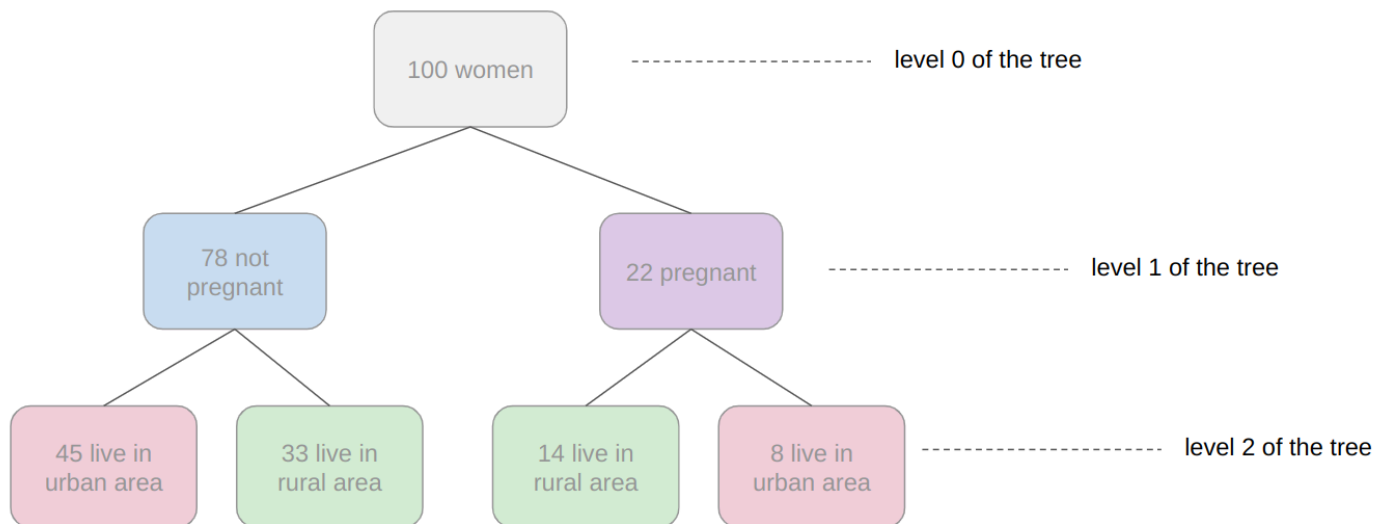 100 women
level 0 of the tree
78 not
pregnant
22 pregnant
level 1 of the tree
45 live in
urban area
33 live in
rural area
14 live in
rural area
8 live in
urban area
level 2 of the tree